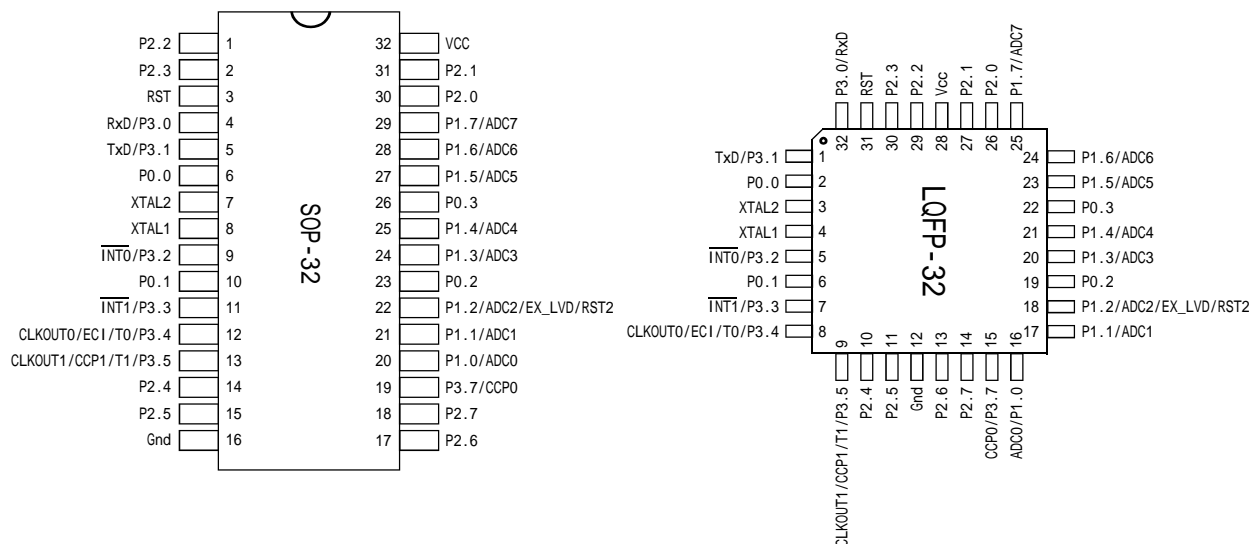 P2.2 1 32 VCC
P2.3 2 31 P2.1
RST 3 30 P2.0
RxD/P3.0 4 29 P1.7/ADC7
TxD/P3.1 5 28 P1.6/ADC6
P0.0 6 27 P1.5/ADC5
XTAL2 7 26 P0.3
XTAL1 8 25 P1.4/ADC4
INT0/P3.2 9 24 P1.3/ADC3
P0.1 10 23 P0.2
INT1/P3.3 11 22 P1.2/ADC2/EX_LVD/RST2
CLKOUT0/ECI/T0/P3.4 12 21 P1.1/ADC1
CLKOUT1/CCP1/T1/P3.5 13 20 P1.0/ADC0
P2.4 14 19 P3.7/CCP0
P2.5 15 18 P2.7
Gnd 16 17 P2.6
SOP-32
P3.0/RxD
RST
P2.3
P2.2
Vcc
P2.1
P2.0
P1.7/ADC7
32 31 30 29 28 27 26 25
TxD/P3.1 1 24 P1.6/ADC6
P0.0 2 23 P1.5/ADC5
XTAL2 3 22 P0.3
XTAL1 4 21 P1.4/ADC4
INT0/P3.2 5 20 P1.3/ADC3
P0.1 6 19 P0.2
INT1/P3.3 7 18 P1.2/ADC2/EX_LVD/RST2
CLKOUT0/ECI/T0/P3.4 8 17 P1.1/ADC1
LQFP-32
9 10 11 12 13 14 15 16
CLKOUT1/CCP1/T1/P3.5
P2.4
P2.5
Gnd
P2.6
P2.7
CCP0/P3.7
ADC0/P1.0